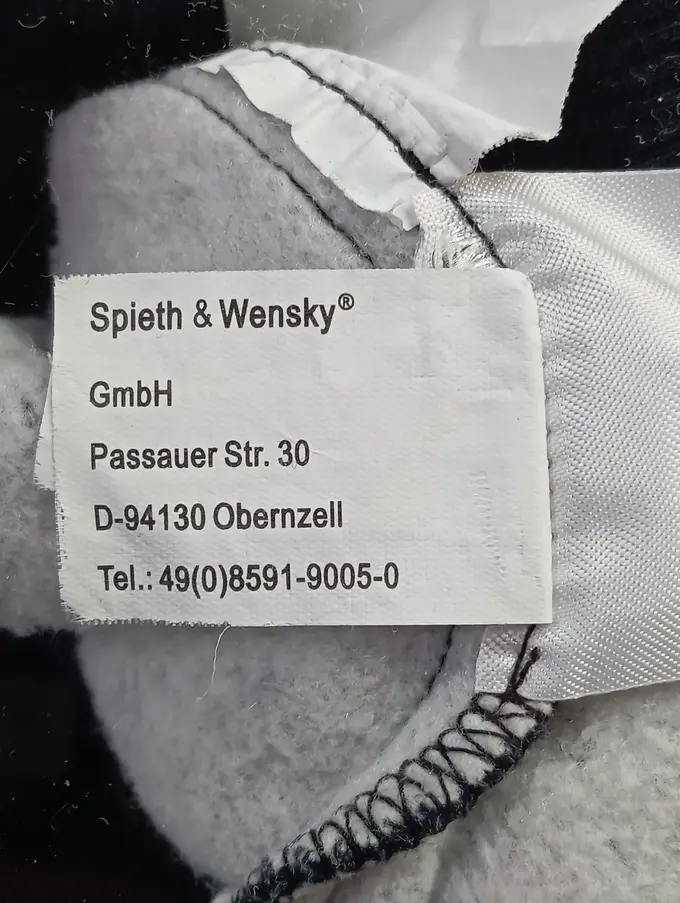 Spieth & Wensky®
GmbH
Passauer Str. 30
D-94130 Obernzell
Tel.: 49(0)8591-9005-0